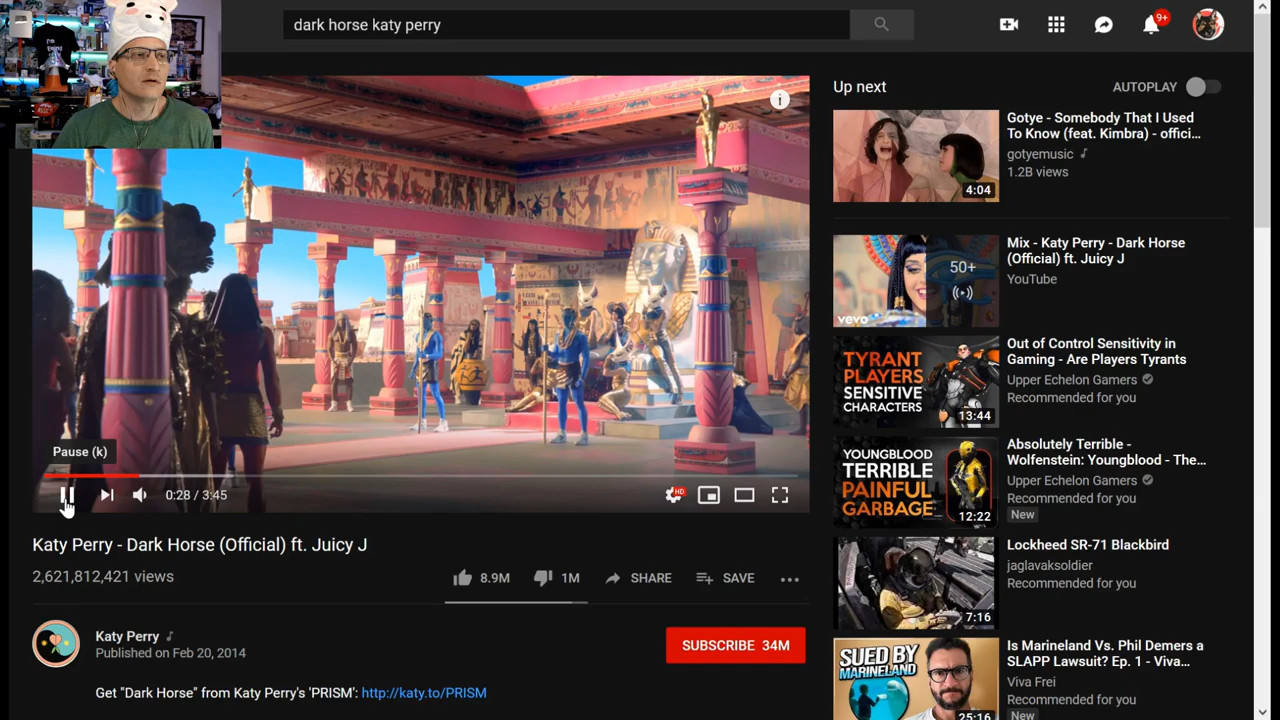 dark horse katy perry
9+
Up next
AUTOPLAY
Gotye - Somebody That I Used
To Know (feat. Kimbra) - offici...
gotyemusic
1.2B views
4:04
Mix - Katy Perry - Dark Horse
(Official) ft. Juicy J
YouTube
50+
vevo
Out of Control Sensitivity in
Gaming - Are Players Tyrants
Upper Echelon Gamers
Recommended for you
TYRANT
PLAYERS
SENSITIVE
CHARACTERS
13:44
Absolutely Terrible -
Wolfenstein: Youngblood - The...
Upper Echelon Gamers
Recommended for you
New
YOUNGBLOOD
TERRIBLE
PAINFUL
GARBAGE
12:22
Lockheed SR-71 Blackbird
jaglavaksoldier
Recommended for you
7:16
Is Marineland Vs. Phil Demers a
SLAPP Lawsuit? Ep. 1 - Viva...
Viva Frei
Recommended for you
New
SUED BY
MARINELAND
25:16
Pause (k)
0:28 / 3:45
HD
Katy Perry - Dark Horse (Official) ft. Juicy J
2,621,812,421 views
8.9M
1M
SHARE
SAVE
Katy Perry
Published on Feb 20, 2014
SUBSCRIBE 34M
Get "Dark Horse" from Katy Perry's 'PRISM': http://katy.to/PRISM